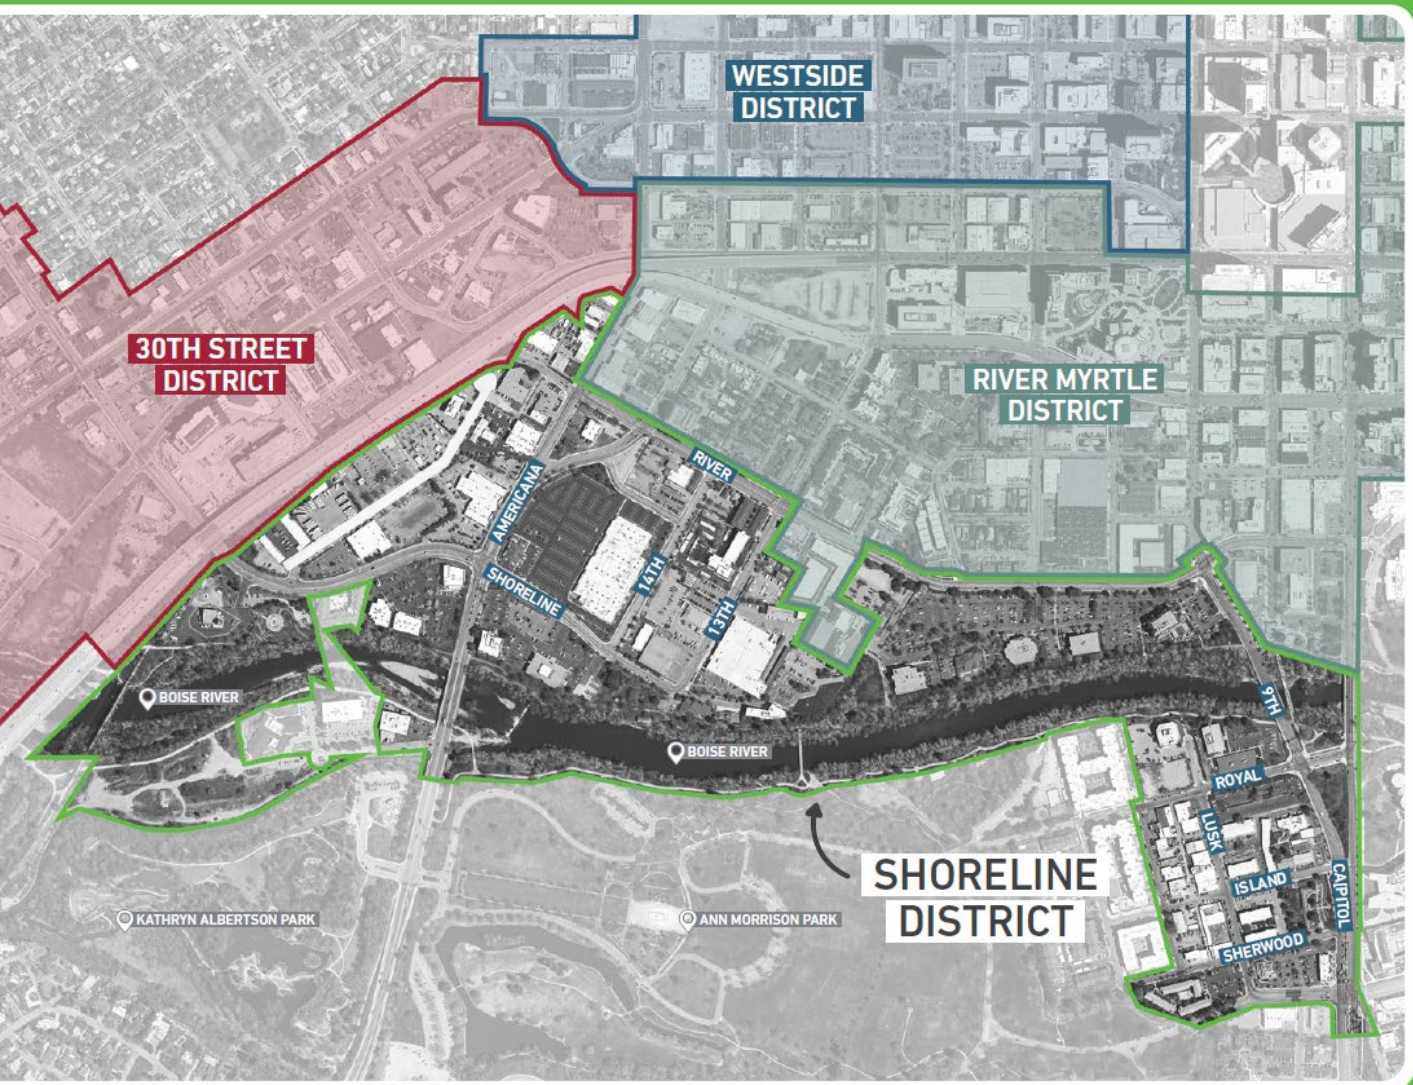 WESTSIDE
DISTRICT
30TH STREET
DISTRICT
RIVER MYRTLE
DISTRICT
RIVER
AMERICANA
SHORELINE
14TH
13TH
BOISE RIVER
9TH
BOISE RIVER
ROYAL
LUSK
SHORELINE
DISTRICT
ISLAND
CAPITOL
KATHRYN ALBERTSON PARK
ANN MORRISON PARK
SHERWOOD